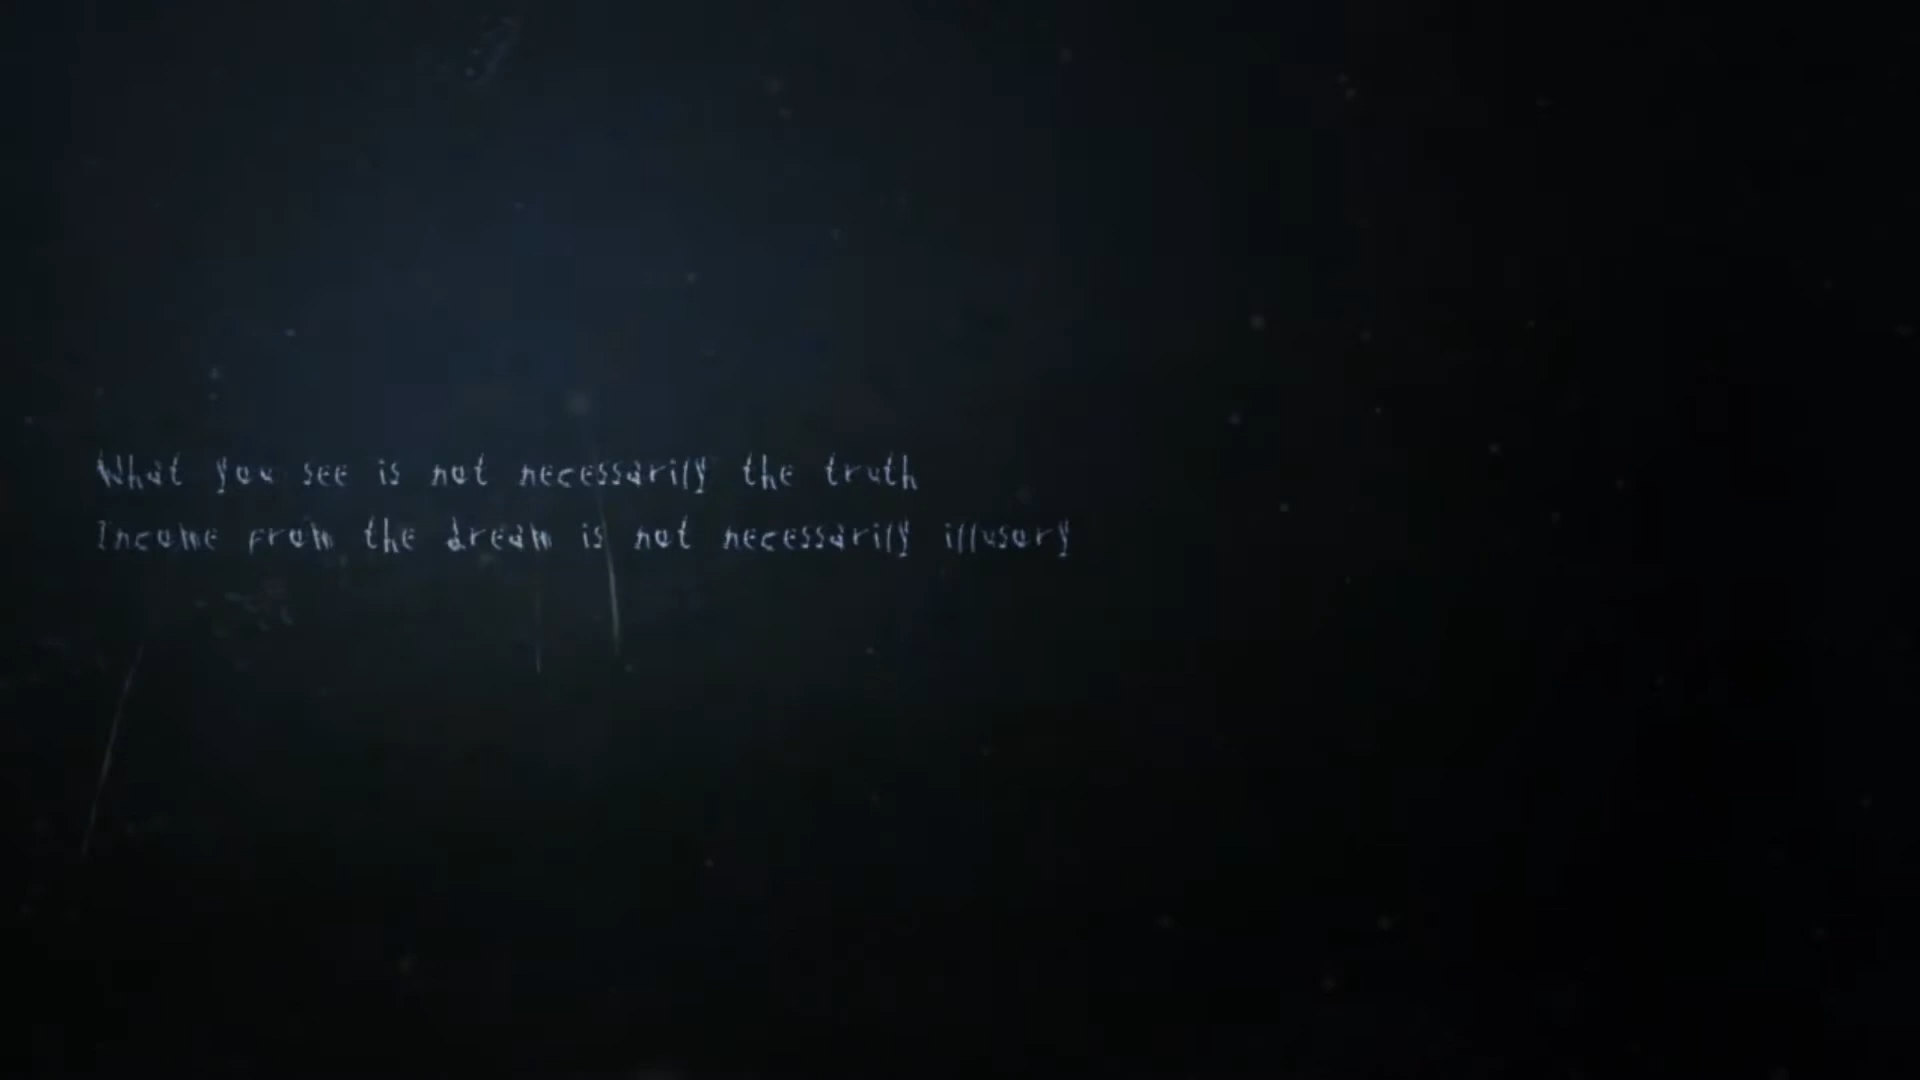 What you see is not necessarily the truth
Income from the dream is not necessarily illusory